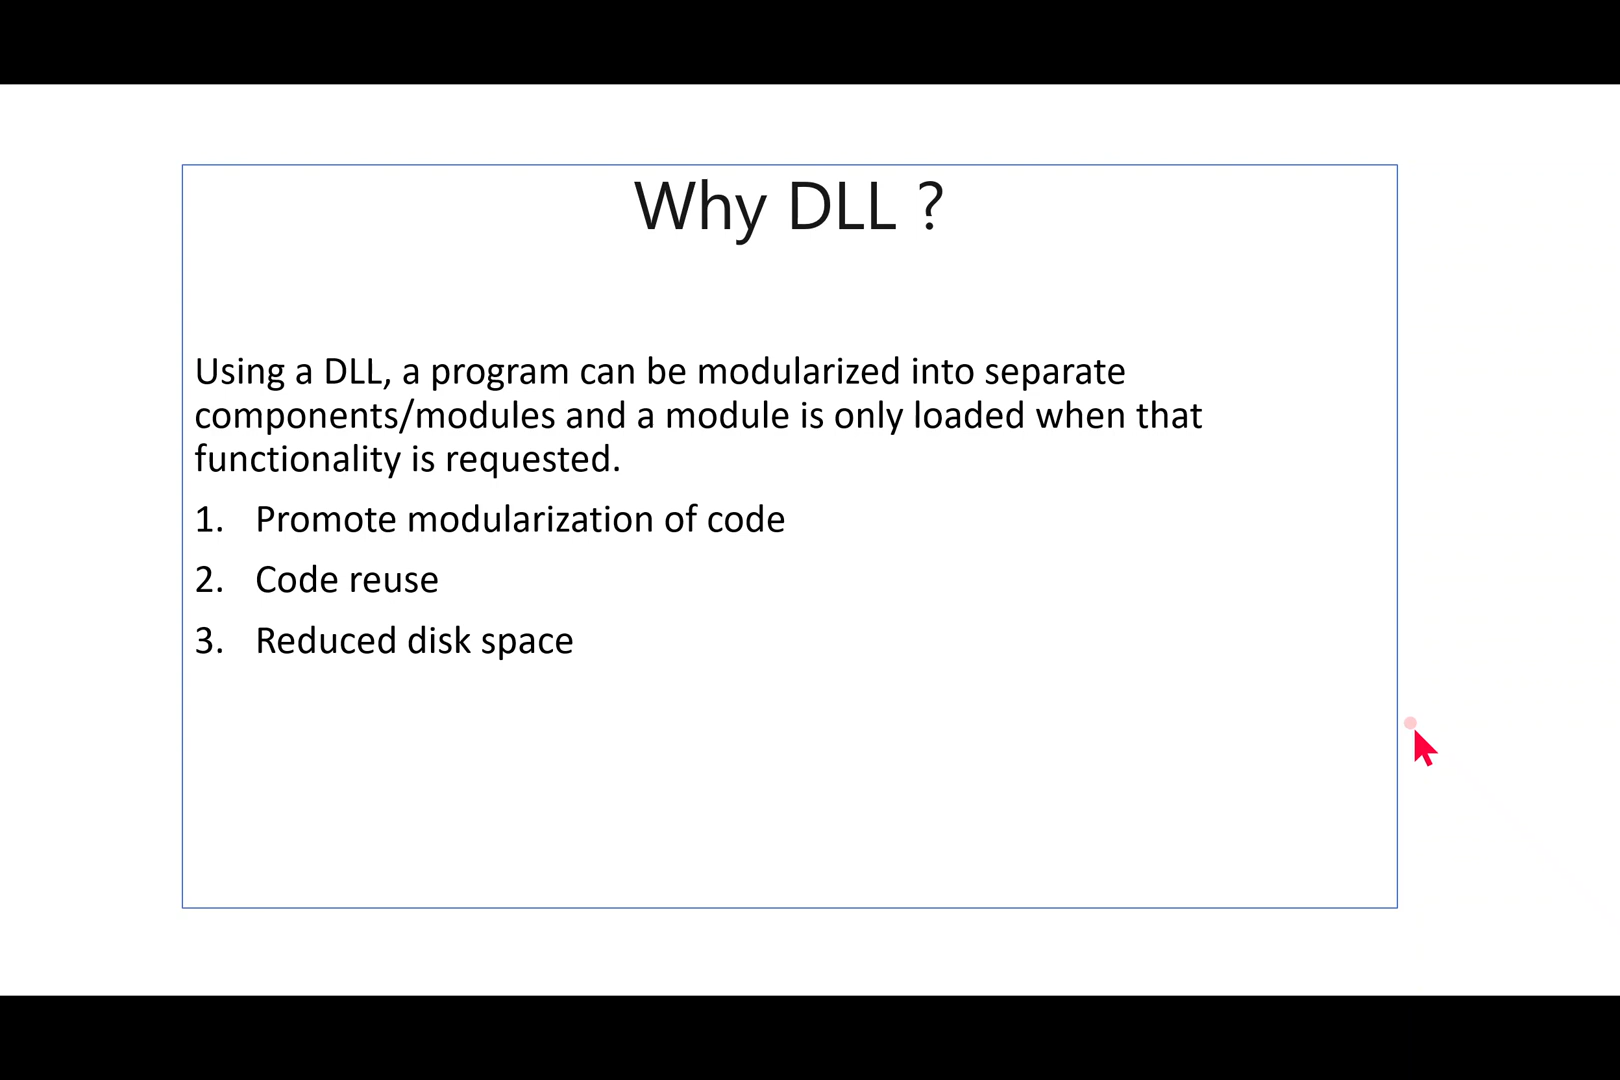 Why DLL ?
Using a DLL, a program can be modularized into separate
components/modules and a module is only loaded when that
functionality is requested.
1. Promote modularization of code
2. Code reuse
3. Reduced disk space